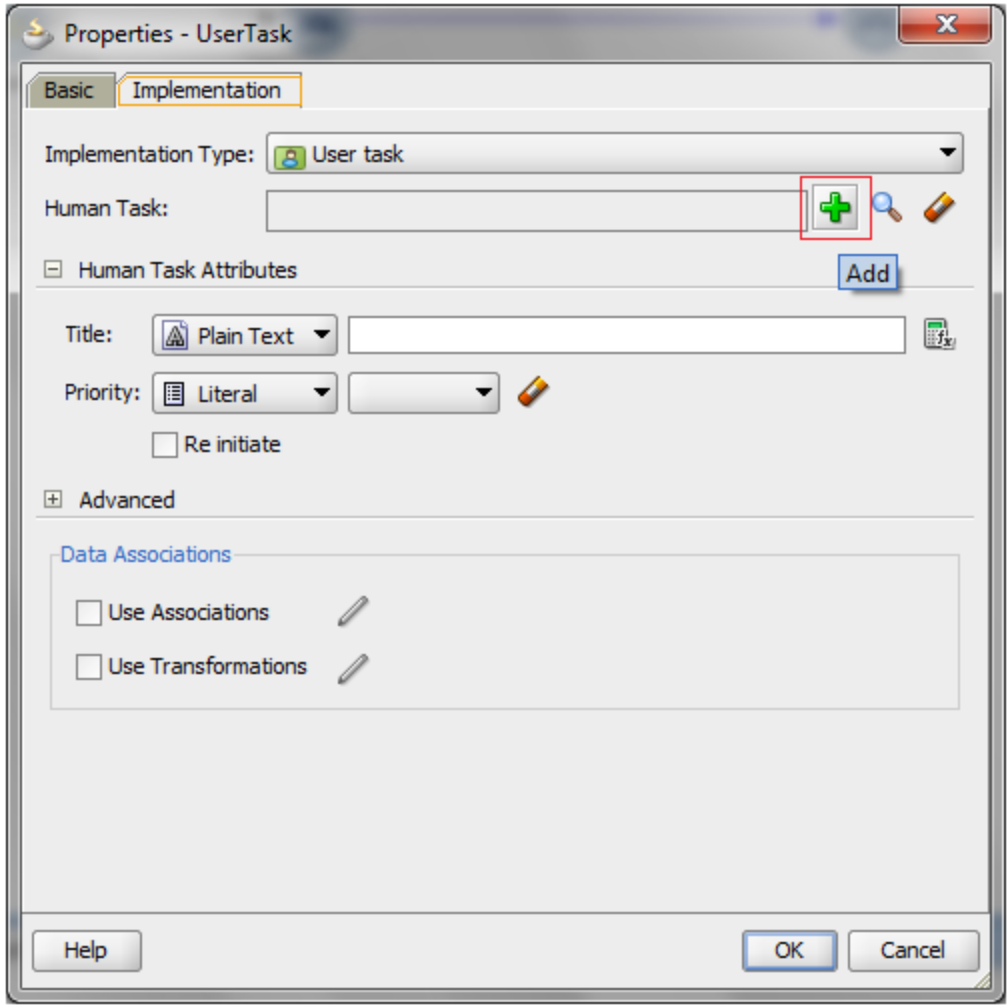 Properties - UserTask
Basic Implementation
Implementation Type: User task
Human Task:
Add
Human Task Attributes
Title: Plain Text
Priority: Literal
Re initiate
Advanced
Data Associations
Use Associations
Use Transformations
Help OK Cancel